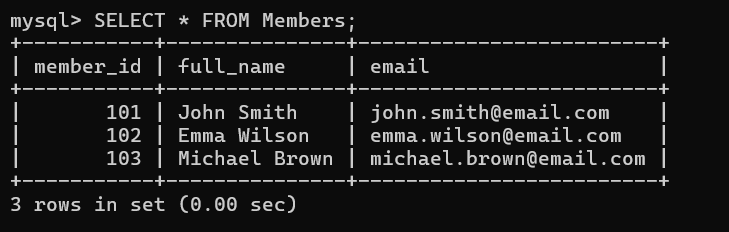 mysql> SELECT * FROM Members;
+-----------+---------------+-------------------------+
| member_id | full_name     | email                   |
+-----------+---------------+-------------------------+
|       101 | John Smith    | john.smith@email.com    |
|       102 | Emma Wilson   | emma.wilson@email.com   |
|       103 | Michael Brown | michael.brown@email.com |
+-----------+---------------+-------------------------+
3 rows in set (0.00 sec)